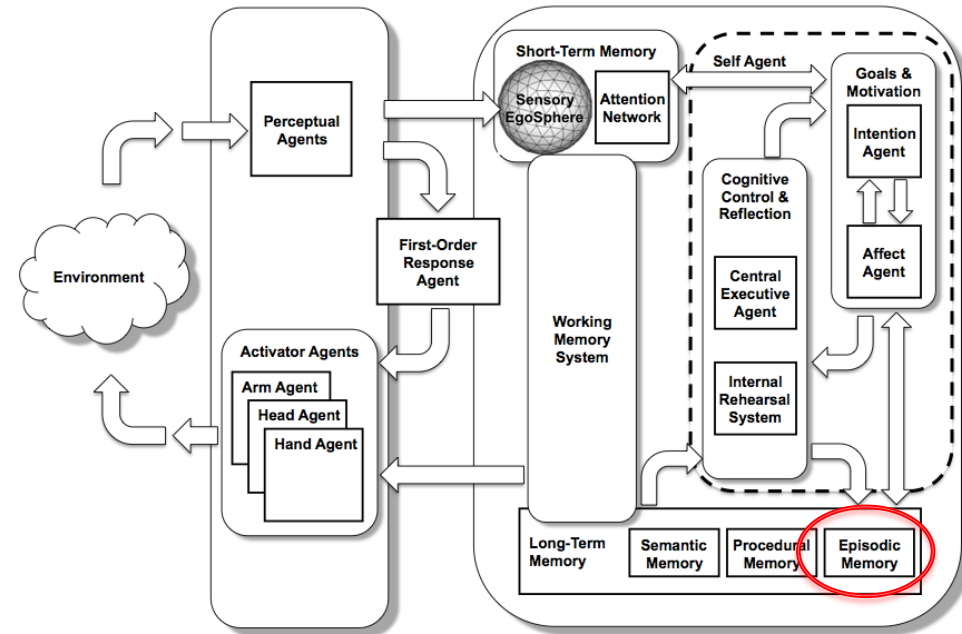 Short-Term Memory
Sensory
EgoSphere
Attention
Network
Self Agent
Goals &
Motivation
Intention
Agent
Affect
Agent
Perceptual
Agents
Cognitive
Control &
Reflection
Central
Executive
Agent
Internal
Rehearsal
System
First-Order
Response
Agent
Environment
Working
Memory
System
Activator Agents
Arm Agent
Head Agent
Hand Agent
Long-Term
Memory
Semantic
Memory
Procedural
Memory
Episodic
Memory